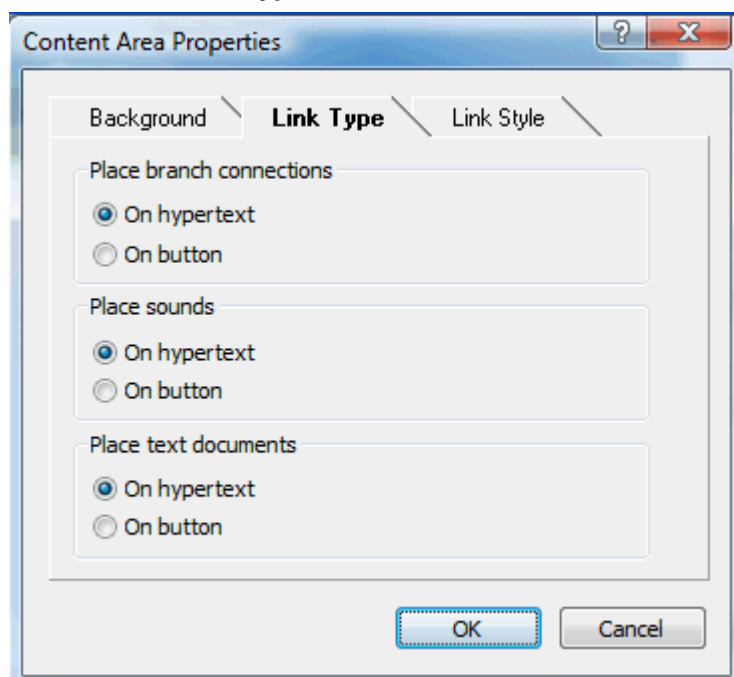 Content Area Properties
Background Link Type Link Style
Place branch connections
On hypertext
On button
Place sounds
On hypertext
On button
Place text documents
On hypertext
On button
OK Cancel